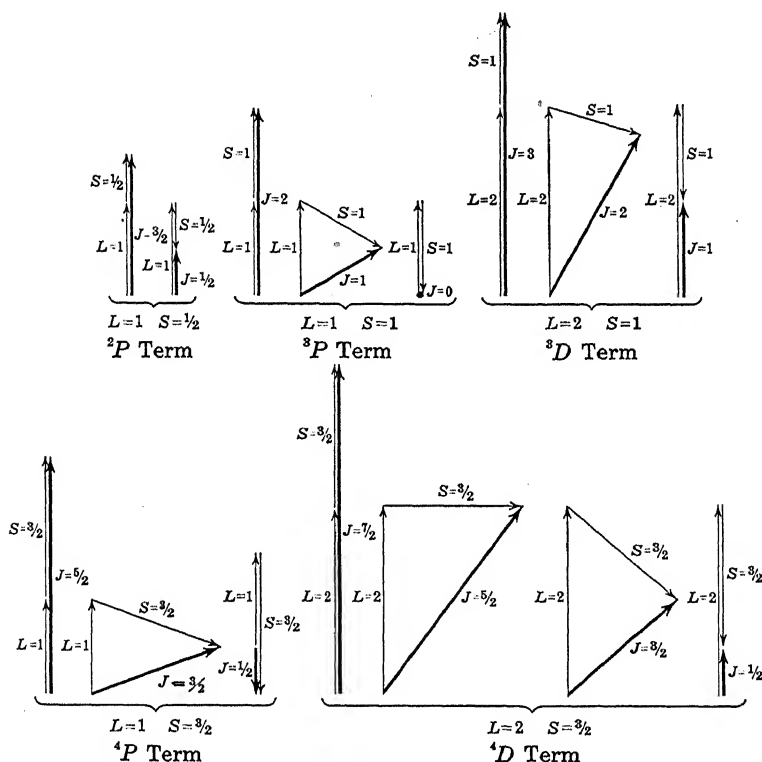 S=½
L=1
J-3/2
S=½
L=1
J=½
L=1 S=½
²P Term
S=1
J=2
L=1
S=1
L=1
J=1
L=1
S=1
J=0
L=1 S=1
³P Term
S=1
J=3
L=2
S=1
L=2
J=2
S=1
L=2
J=1
L=2 S=1
³D Term
S=3/2
J=5/2
L=1
S=3/2
L=1
J=3/2
L=1
S=3/2
J=½
L=1 S=3/2
⁴P Term
S=3/2
J=7/2
L=2
S=3/2
L=2
J=5/2
S=3/2
L=2
J=3/2
S=3/2
L=2
J=½
L=2 S=3/2
⁴D Term